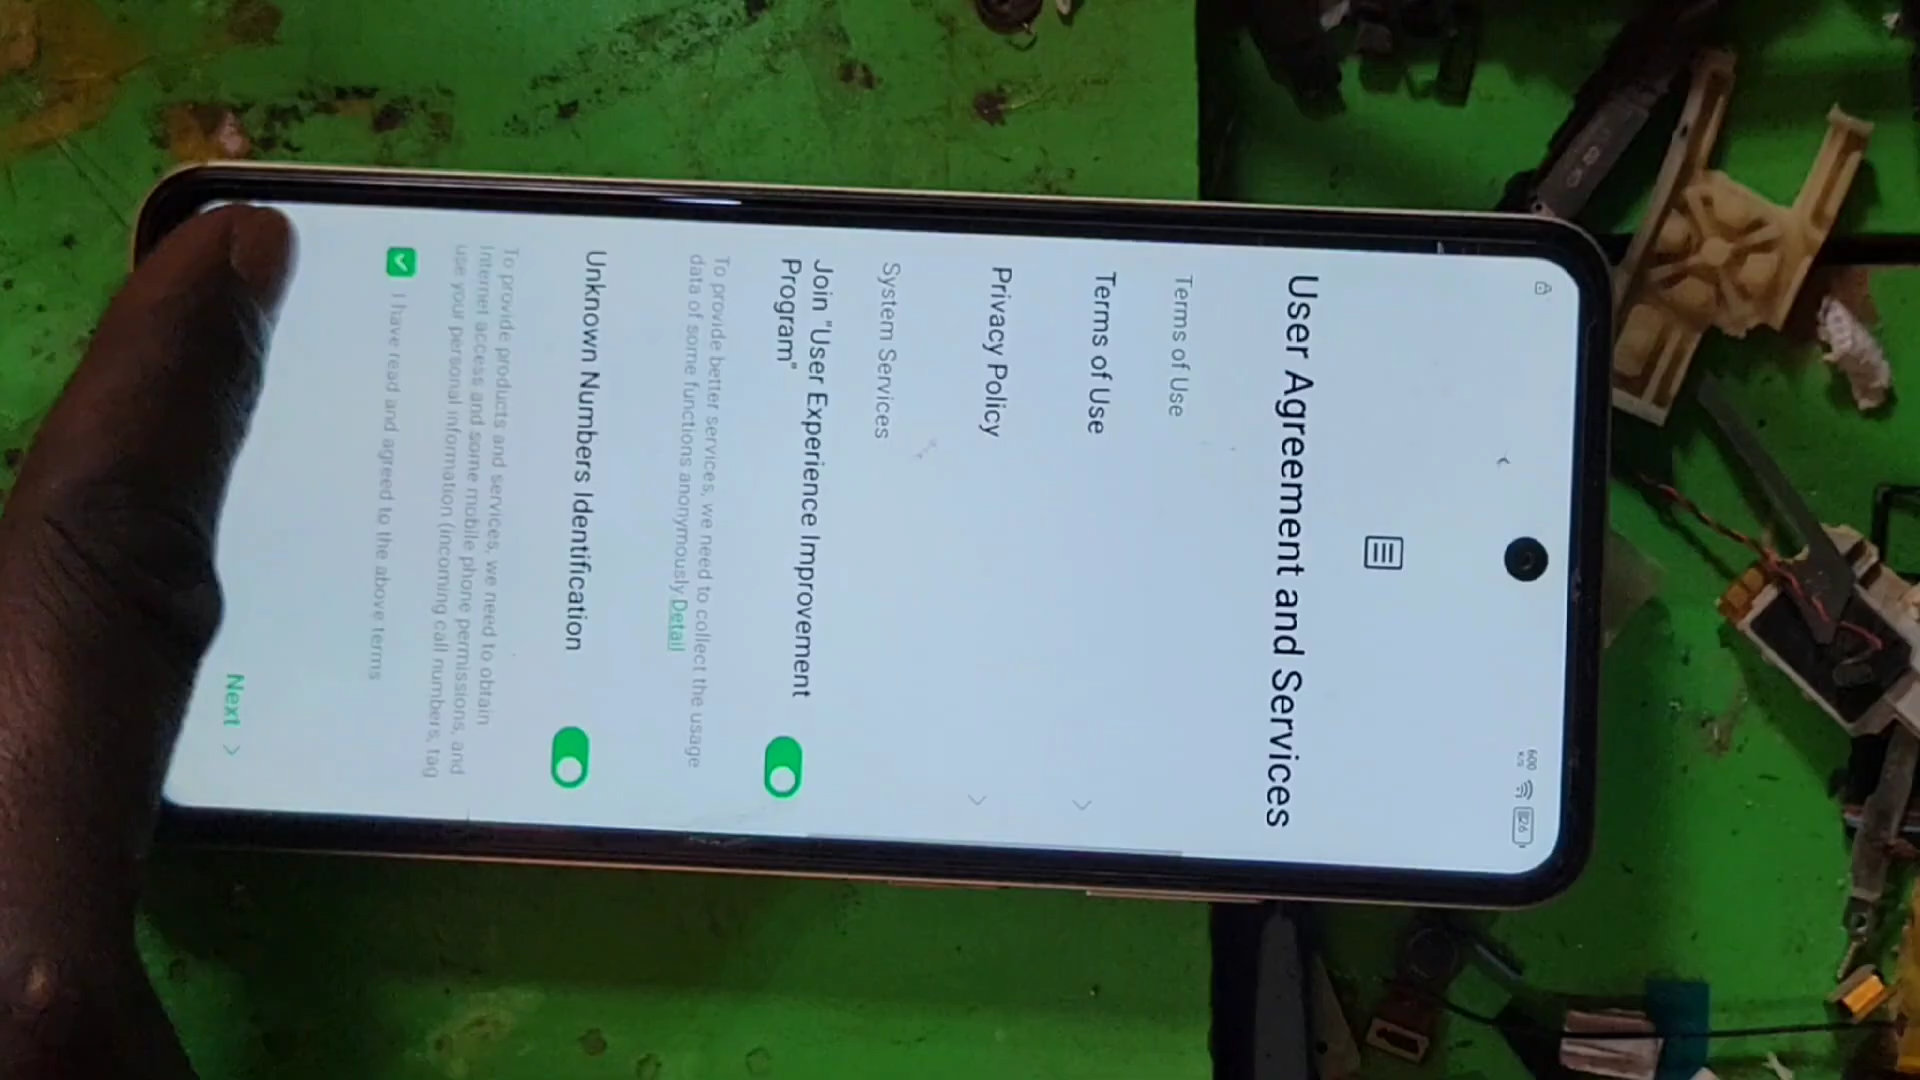 600
26
User Agreement and Services
Terms of Use
Terms of Use
Privacy Policy
System Services
Join "User Experience Improvement
Program"
To provide better services, we need to collect the usage
data of some functions anonymously Detail
Unknown Numbers Identification
To provide products and services, we need to obtain
Internet access and some mobile phone permissions, and
use your personal information (incoming call numbers, tag
I have read and agreed to the above terms
Next